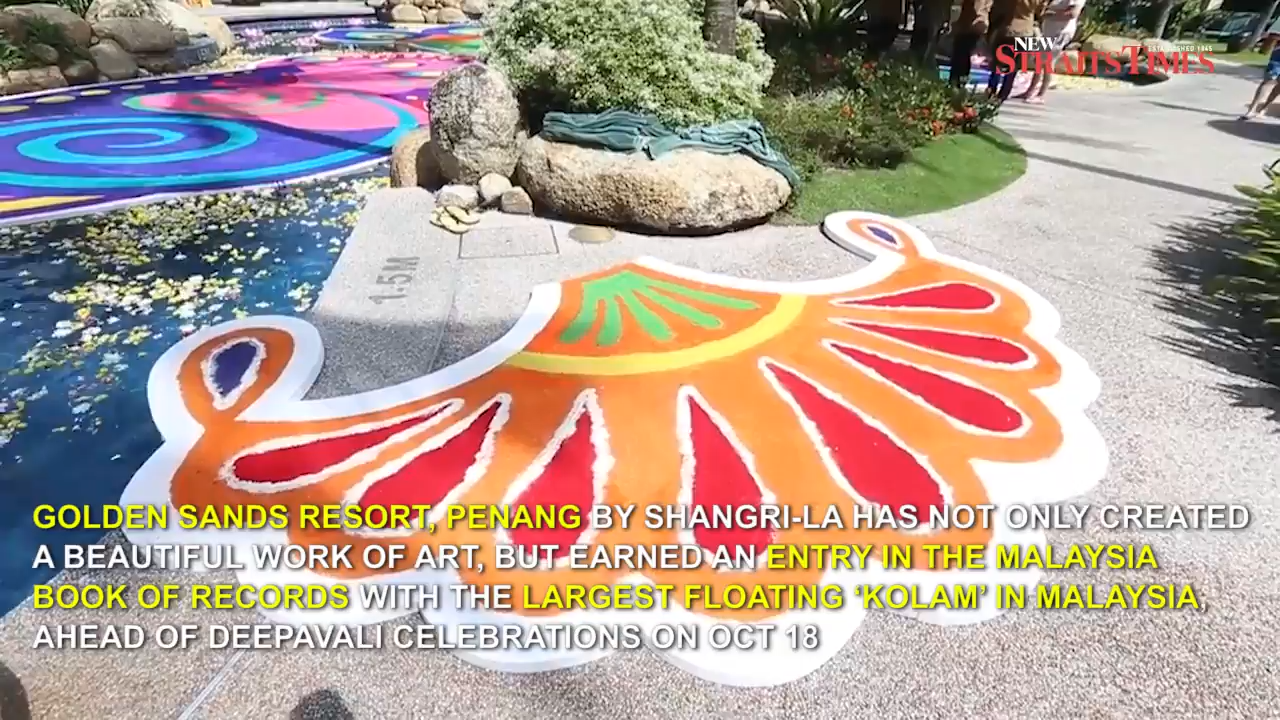 NEW
ESTABLISHED 1845
STRAITS TIMES
1.5M
GOLDEN SANDS RESORT, PENANG BY SHANGRI-LA HAS NOT ONLY CREATED
A BEAUTIFUL WORK OF ART, BUT EARNED AN ENTRY IN THE MALAYSIA
BOOK OF RECORDS WITH THE LARGEST FLOATING ‘KOLAM’ IN MALAYSIA,
AHEAD OF DEEPAVALI CELEBRATIONS ON OCT 18